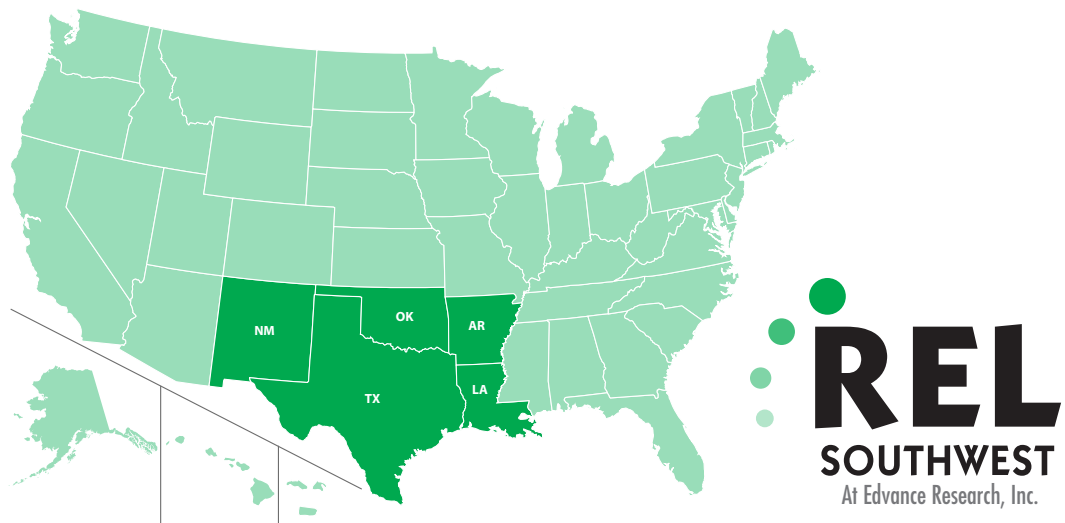 NM
OK
AR
TX
LA
REL
SOUTHWEST
At Edvance Research, Inc.